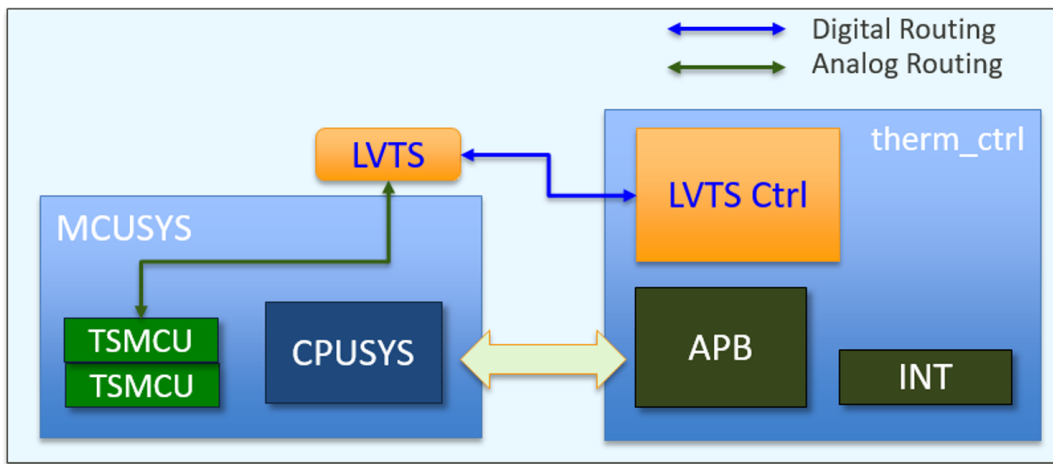 Digital Routing
Analog Routing
therm_ctrl
LVTS
LVTS Ctrl
MCUSYS
TSMCU
TSMCU
CPUSYS
APB
INT